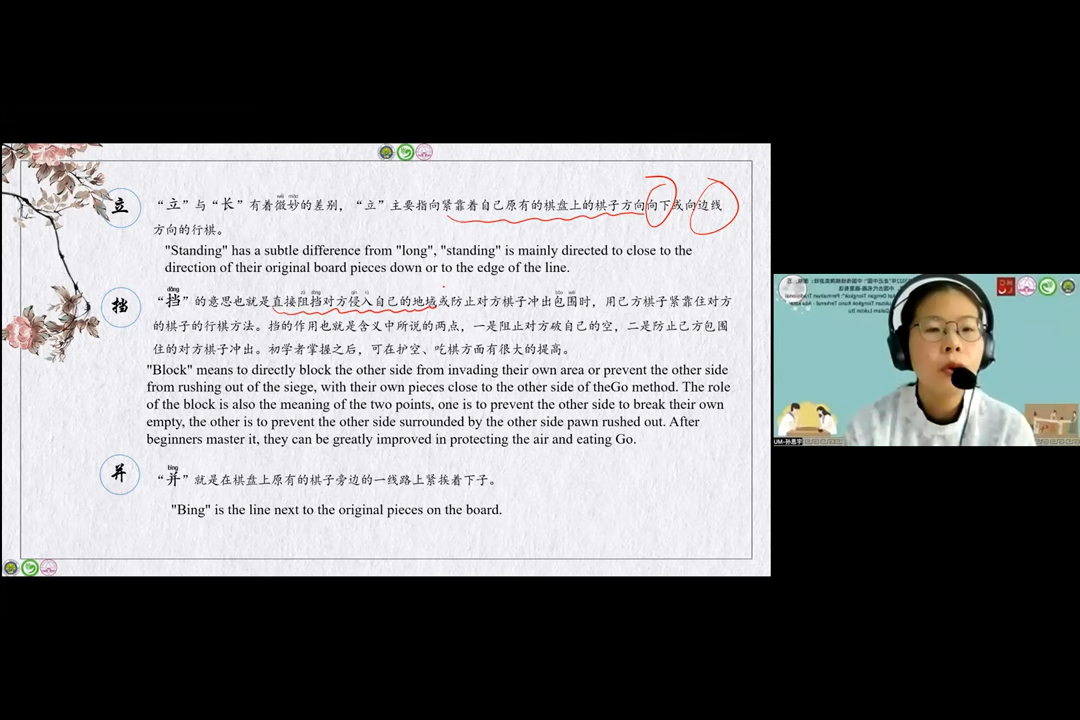 立
wēi miào
“立”与“长”有着微妙的差别，“立”主要指向紧靠着自己原有的棋盘上的棋子方向向下或向边线
方向的行棋。
"Standing" has a subtle difference from "long", "standing" is mainly directed to close to the
direction of their original board pieces down or to the edge of the line.
挡
dǎng
zǔ dǎng qīn rù bāo wéi
“挡”的意思也就是直接阻挡对方侵入自己的地域或防止对方棋子冲出包围时，用己方棋子紧靠住对方
的棋子的行棋方法。挡的作用也就是含义中所说的两点，一是阻止对方破自己的空，二是防止己方包围
住的对方棋子冲出。初学者掌握之后，可在护空、吃棋方面有很大的提高。
"Block" means to directly block the other side from invading their own area or prevent the other side
from rushing out of the siege, with their own pieces close to the other side of theGo method. The role
of the block is also the meaning of the two points, one is to prevent the other side to break their own
empty, the other is to prevent the other side surrounded by the other side pawn rushed out. After
beginners master it, they can be greatly improved in protecting the air and eating Go.
并
bìng
“并”就是在棋盘上原有的棋子旁边的一线路上紧挨着下子。
"Bing" is the line next to the original pieces on the board.